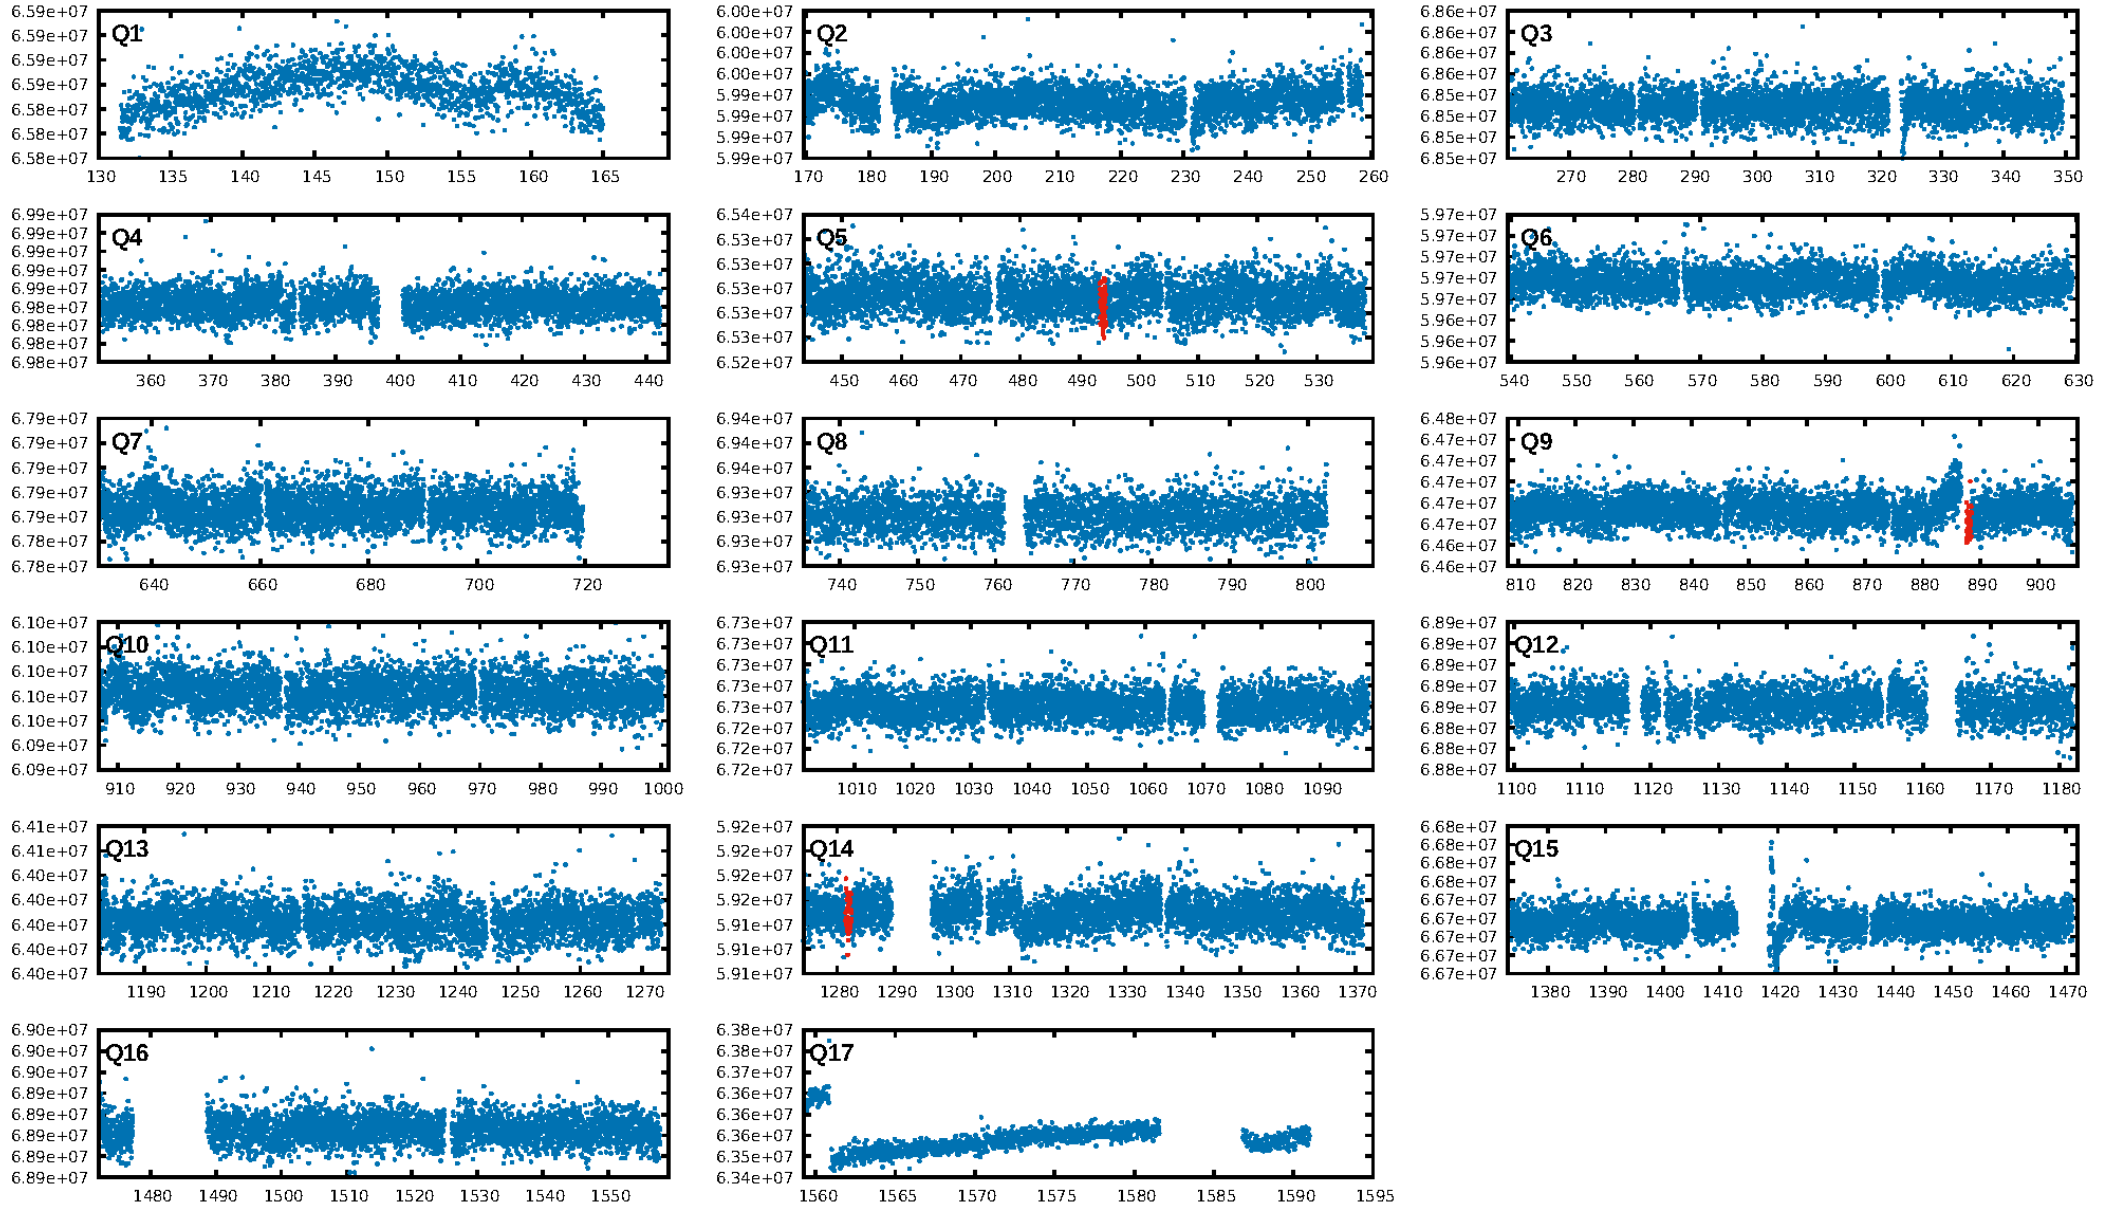 Q1
6.59e+07
6.59e+07
6.59e+07
6.59e+07
6.58e+07
6.58e+07
6.58e+07
130 135 140 145 150 155 160 165
Q2
6.00e+07
6.00e+07
6.00e+07
6.00e+07
5.99e+07
5.99e+07
5.99e+07
5.99e+07
170 180 190 200 210 220 230 240 250 260
Q3
6.86e+07
6.86e+07
6.86e+07
6.86e+07
6.85e+07
6.85e+07
6.85e+07
6.85e+07
270 280 290 300 310 320 330 340 350
Q4
6.99e+07
6.99e+07
6.99e+07
6.99e+07
6.99e+07
6.98e+07
6.98e+07
6.98e+07
6.98e+07
360 370 380 390 400 410 420 430 440
Q5
6.54e+07
6.53e+07
6.53e+07
6.53e+07
6.53e+07
6.53e+07
6.52e+07
450 460 470 480 490 500 510 520 530
Q6
5.97e+07
5.97e+07
5.97e+07
5.97e+07
5.97e+07
5.96e+07
5.96e+07
5.96e+07
540 550 560 570 580 590 600 610 620 630
Q7
6.79e+07
6.79e+07
6.79e+07
6.79e+07
6.79e+07
6.78e+07
6.78e+07
640 660 680 700 720
Q8
6.94e+07
6.94e+07
6.94e+07
6.93e+07
6.93e+07
6.93e+07
6.93e+07
740 750 760 770 780 790 800
Q9
6.48e+07
6.47e+07
6.47e+07
6.47e+07
6.47e+07
6.47e+07
6.46e+07
6.46e+07
810 820 830 840 850 860 870 880 890 900
Q10
6.10e+07
6.10e+07
6.10e+07
6.10e+07
6.10e+07
6.09e+07
6.09e+07
910 920 930 940 950 960 970 980 990 1000
Q11
6.73e+07
6.73e+07
6.73e+07
6.73e+07
6.73e+07
6.72e+07
6.72e+07
6.72e+07
1010 1020 1030 1040 1050 1060 1070 1080 1090
Q12
6.89e+07
6.89e+07
6.89e+07
6.89e+07
6.89e+07
6.88e+07
6.88e+07
6.88e+07
1100 1110 1120 1130 1140 1150 1160 1170 1180
Q13
6.41e+07
6.41e+07
6.40e+07
6.40e+07
6.40e+07
6.40e+07
6.40e+07
1190 1200 1210 1220 1230 1240 1250 1260 1270
Q14
5.92e+07
5.92e+07
5.92e+07
5.92e+07
5.91e+07
5.91e+07
5.91e+07
1280 1290 1300 1310 1320 1330 1340 1350 1360 1370
Q15
6.68e+07
6.68e+07
6.68e+07
6.68e+07
6.67e+07
6.67e+07
6.67e+07
6.67e+07
6.67e+07
1380 1390 1400 1410 1420 1430 1440 1450 1460 1470
Q16
6.90e+07
6.90e+07
6.90e+07
6.89e+07
6.89e+07
6.89e+07
6.89e+07
6.89e+07
1480 1490 1500 1510 1520 1530 1540 1550
Q17
6.38e+07
6.38e+07
6.37e+07
6.36e+07
6.36e+07
6.36e+07
6.35e+07
6.34e+07
1560 1565 1570 1575 1580 1585 1590 1595